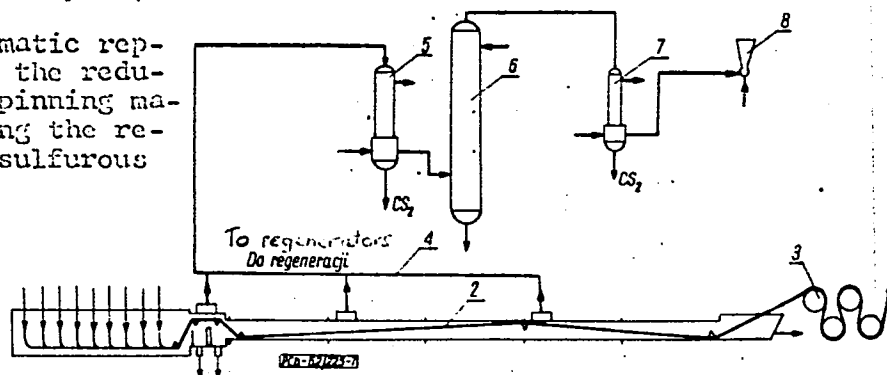 matic rep-
the redu-
pinning ma-
ng the re-
sulfurous
5
6
7
8
CS2
CS2
To regenerators
Do regeneracji
4
2
3